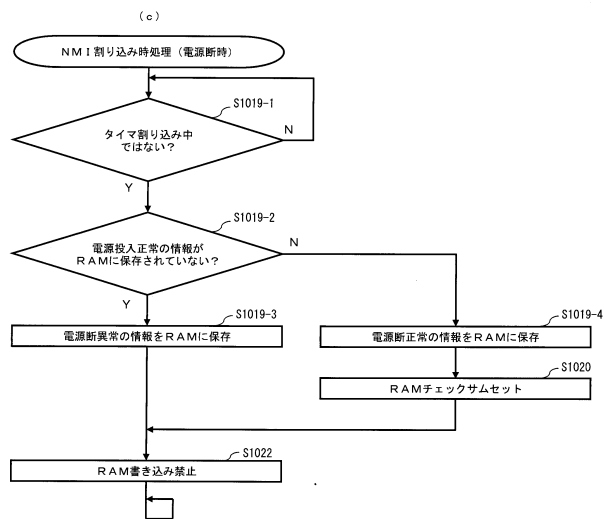 (c)
NMI割り込み時処理(電源断時)
S1019-1
タイマ割り込み中
ではない?
N
Y
S1019-2
電源投入正常の情報が
RAMに保存されていない?
N
Y
S1019-3
電源断異常の情報をRAMに保存
S1019-4
電源断正常の情報をRAMに保存
S1020
RAMチェックサムセット
S1022
RAM書き込み禁止